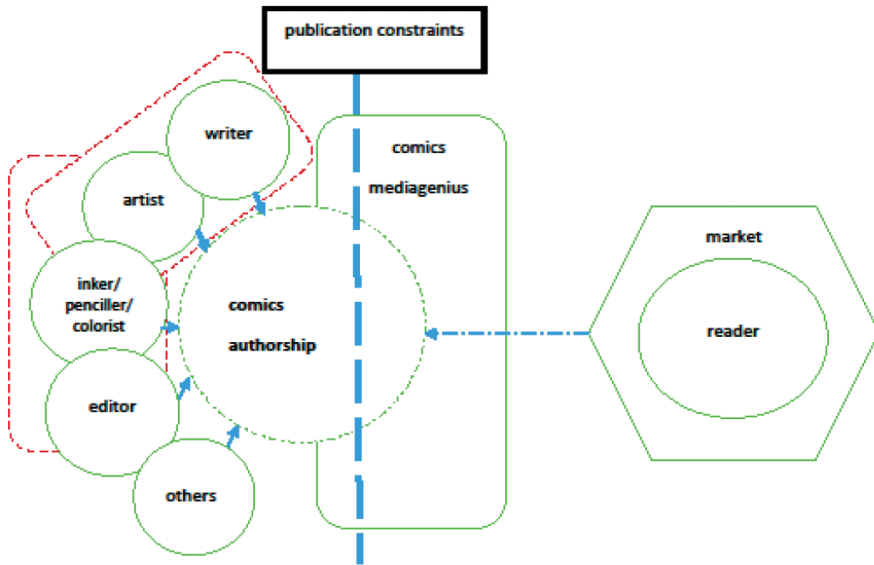 publication constraints
writer
comics
mediagenius
artist
market
inker/
penciller/
colorist
comics
authorship
reader
editor
others